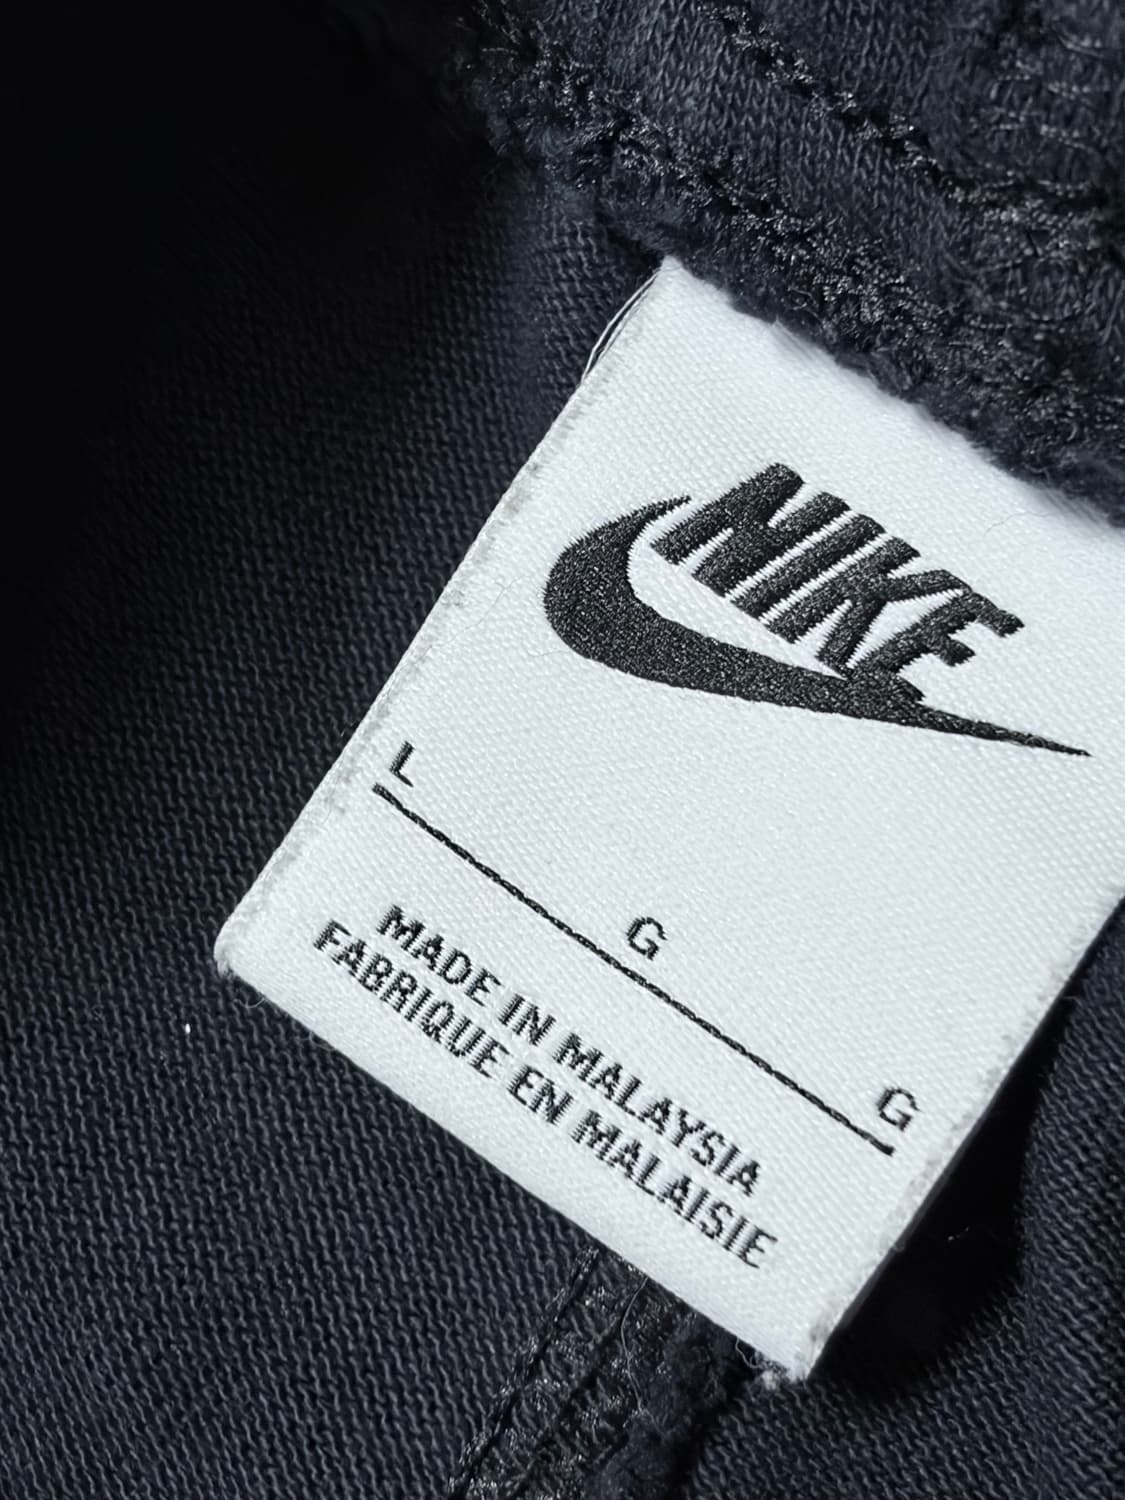 NIKE
L G G
MADE IN MALAYSIA
FABRIQUE EN MALAISIE